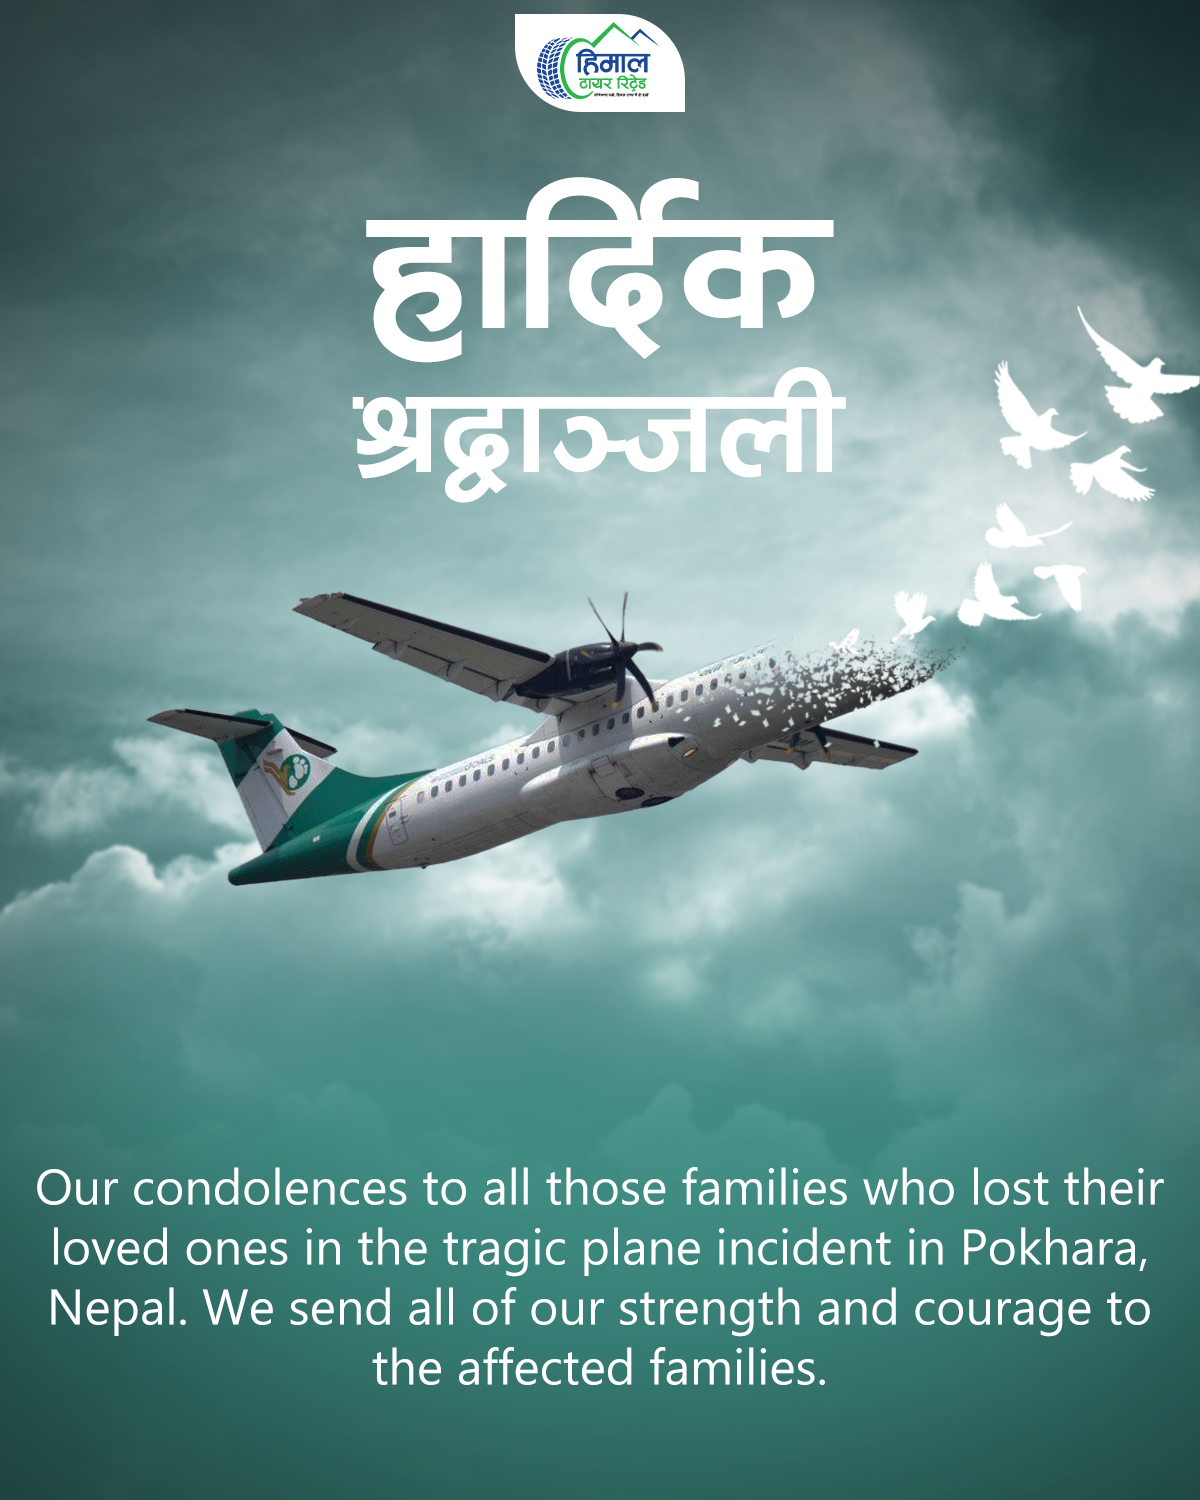 हिमाल
टायर रिट्रेड
हार्दिक
श्रद्धाञ्जली
Our condolences to all those families who lost their
loved ones in the tragic plane incident in Pokhara,
Nepal. We send all of our strength and courage to
the affected families.